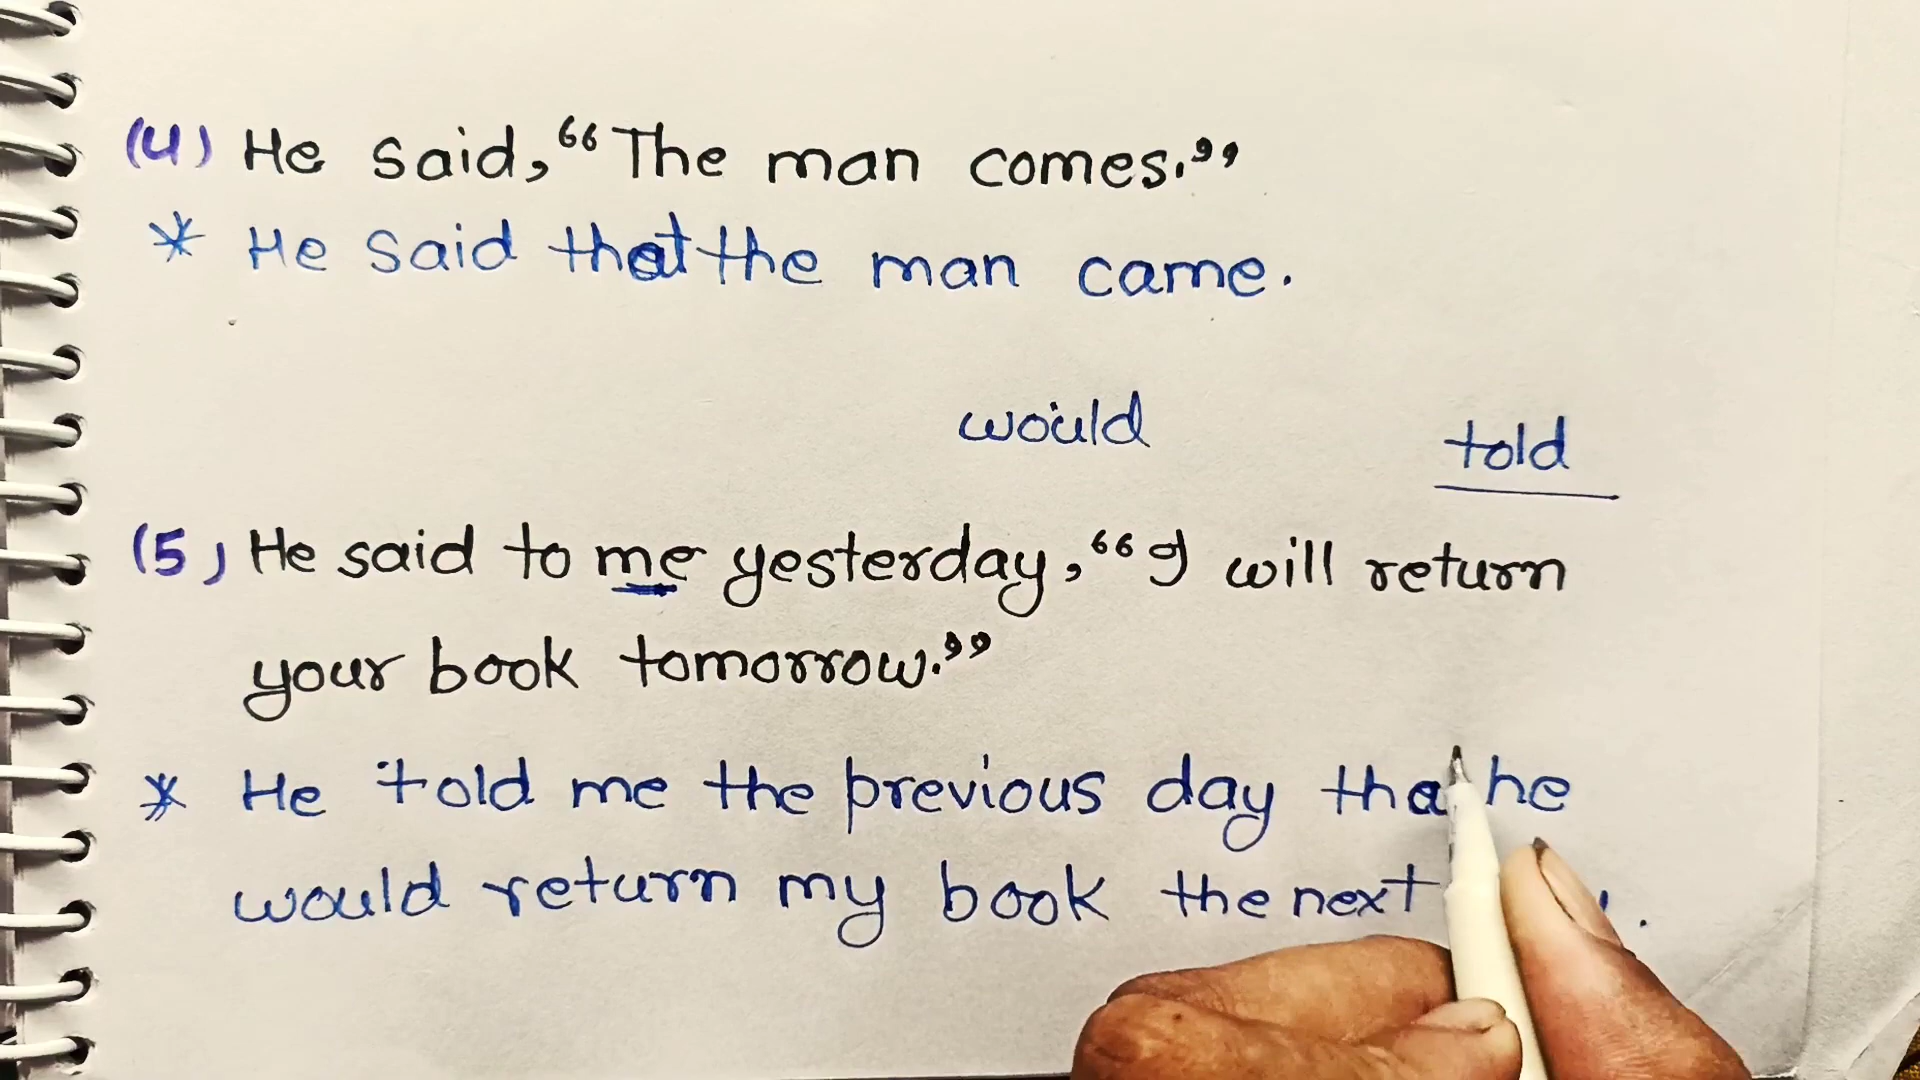 (4) He said, “The man comes.”
* He said that the man came.
would
told
(5) He said to me yesterday, “I will return
your book tomorrow.”
* He told me the previous day tha he
would return my book the next